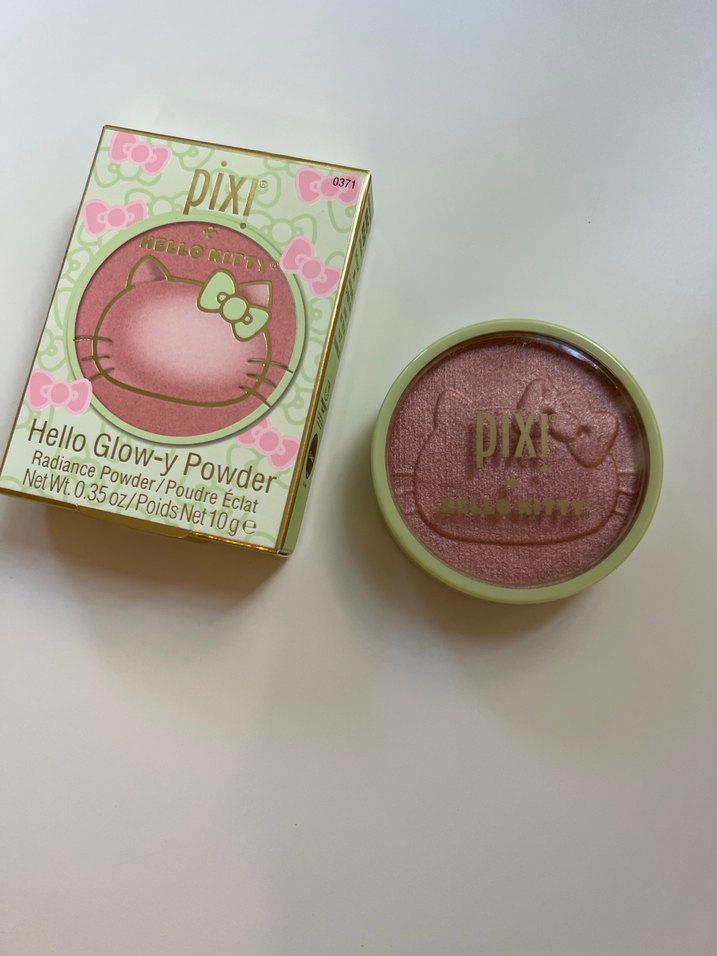 pixi®
0371
+
HELLO KITTY®
Hello Glow-y Powder
Radiance Powder/Poudre Éclat
Net Wt. 0.35 oz/Poids Net 10 g e
pixi
+
HELLO KITTY